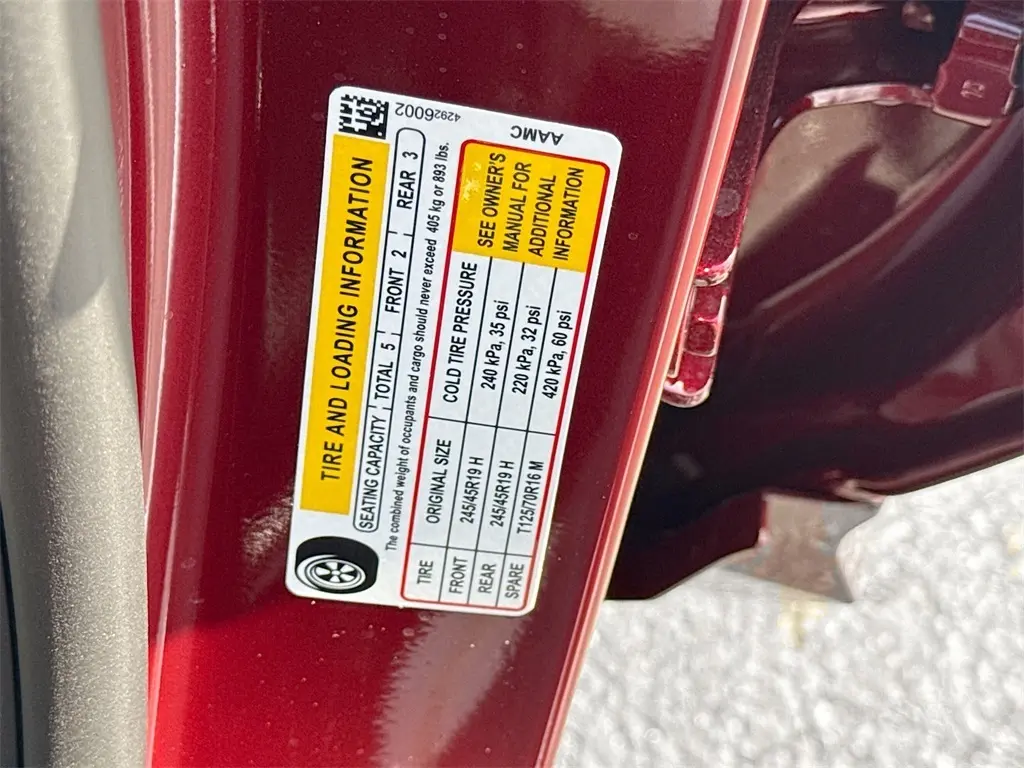 42926002
AAMC
TIRE AND LOADING INFORMATION
SEATING CAPACITY TOTAL 5 FRONT 2 REAR 3
The combined weight of occupants and cargo should never exceed 405 kg or 893 lbs.
TIRE ORIGINAL SIZE COLD TIRE PRESSURE
FRONT 245/45R19 H 240 kPa, 35 psi
REAR 245/45R19 H 220 kPa, 32 psi
SPARE T125/70R16 M 420 kPa, 60 psi
SEE OWNER'S
MANUAL FOR
ADDITIONAL
INFORMATION